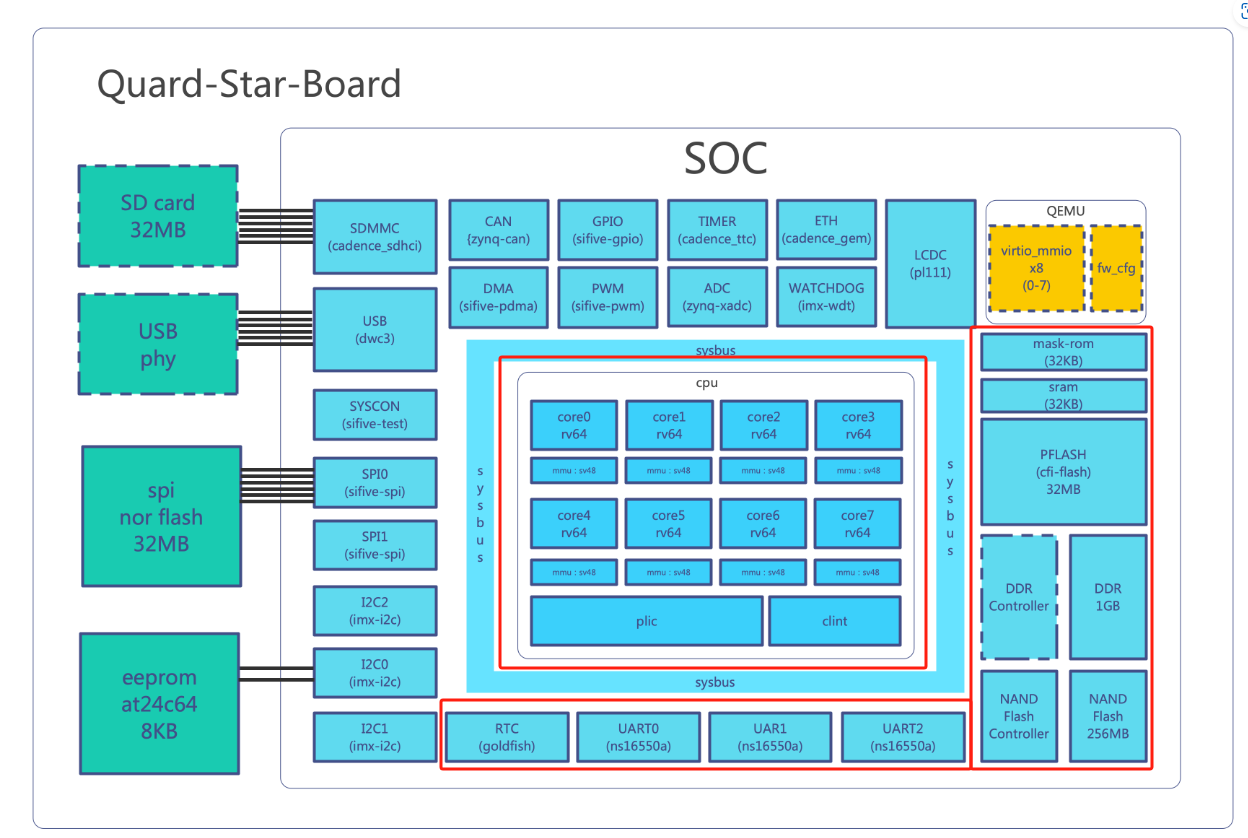 Quard-Star-Board
SOC
SD card
32MB
USB
phy
spi
nor flash
32MB
eeprom
at24c64
8KB
SDMMC
(cadence_sdhci)
USB
(dwc3)
SYSCON
(sifive-test)
SPI0
(sifive-spi)
SPI1
(sifive-spi)
I2C2
(imx-i2c)
I2C0
(imx-i2c)
I2C1
(imx-i2c)
CAN
(zynq-can)
GPIO
(sifive-gpio)
TIMER
(cadence_ttc)
ETH
(cadence_gem)
DMA
(sifive-pdma)
PWM
(sifive-pwm)
ADC
(zynq-xadc)
WATCHDOG
(imx-wdt)
LCDC
(pl111)
QEMU
virtio_mmio
x8
(0-7)
fw_cfg
sysbus
sysbus
cpu
core0
rv64
core1
rv64
core2
rv64
core3
rv64
mmu : sv48
mmu : sv48
mmu : sv48
mmu : sv48
core4
rv64
core5
rv64
core6
rv64
core7
rv64
mmu : sv48
mmu : sv48
mmu : sv48
mmu : sv48
plic
clint
sysbus
sysbus
mask-rom
(32KB)
sram
(32KB)
PFLASH
(cfi-flash)
32MB
DDR
Controller
DDR
1GB
NAND
Flash
Controller
NAND
Flash
256MB
RTC
(goldfish)
UART0
(ns16550a)
UAR1
(ns16550a)
UART2
(ns16550a)